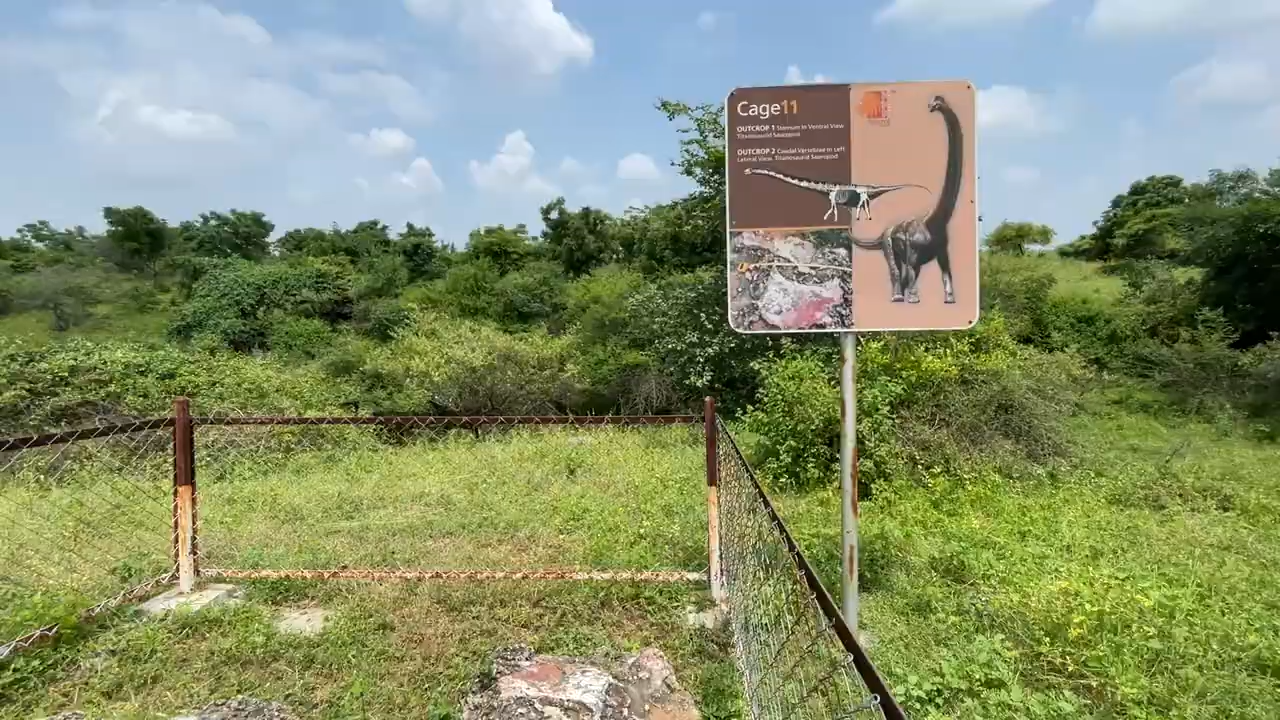 Cage11
OUTCROP 1 Sternum in Ventral View
Titanosaurid Sauropod
OUTCROP 2 Caudal Vertebrae in Left
Lateral View. Titanosaurid Sauropod